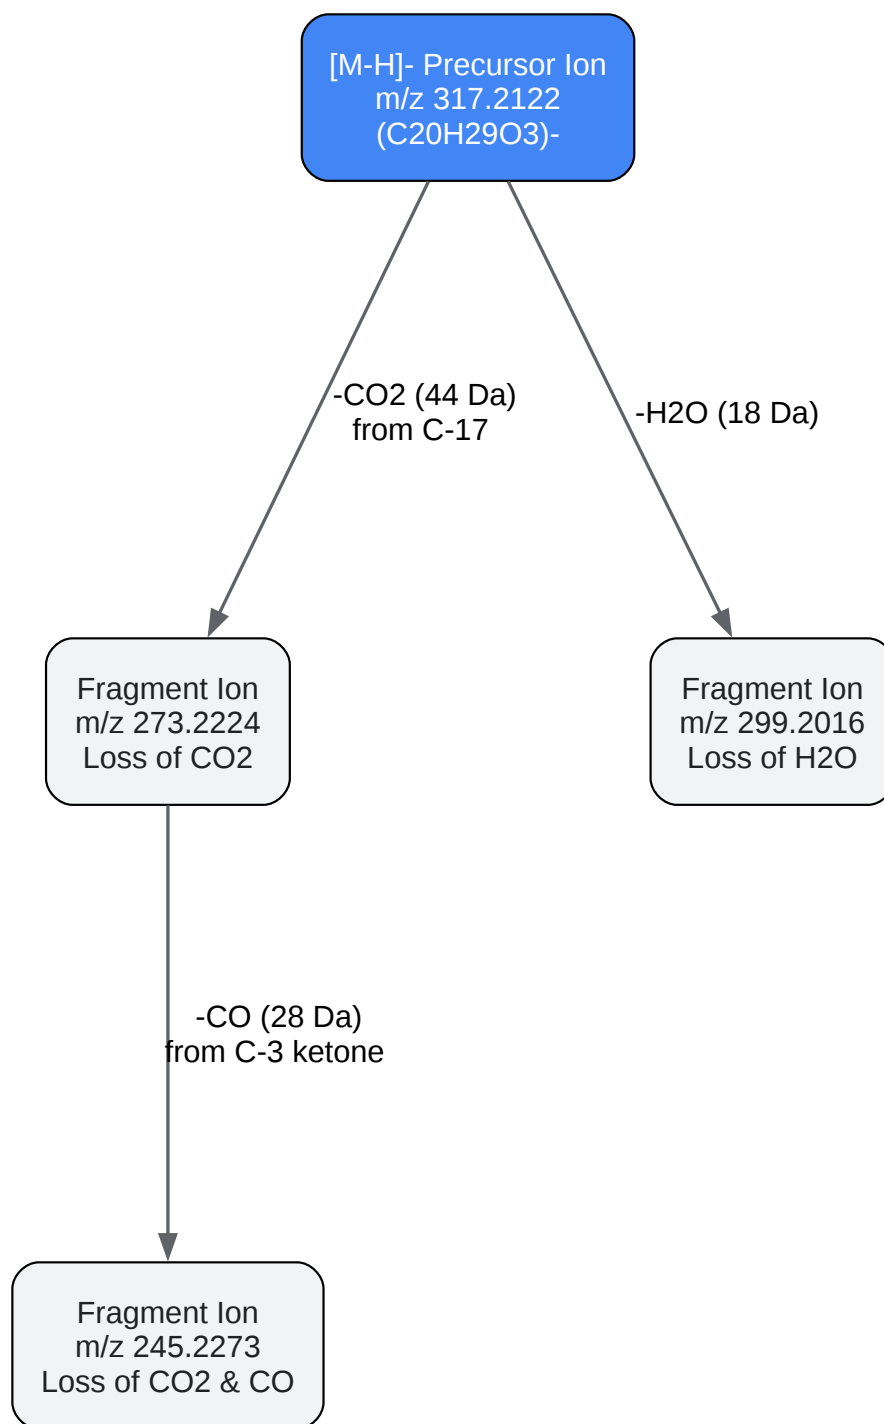 [M-H]- Precursor Ion
m/z 317.2122
(C20H29O3)-
-CO2 (44 Da)
from C-17
-H2O (18 Da)
Fragment Ion
m/z 273.2224
Loss of CO2
Fragment Ion
m/z 299.2016
Loss of H2O
-CO (28 Da)
from C-3 ketone
Fragment Ion
m/z 245.2273
Loss of CO2 & CO